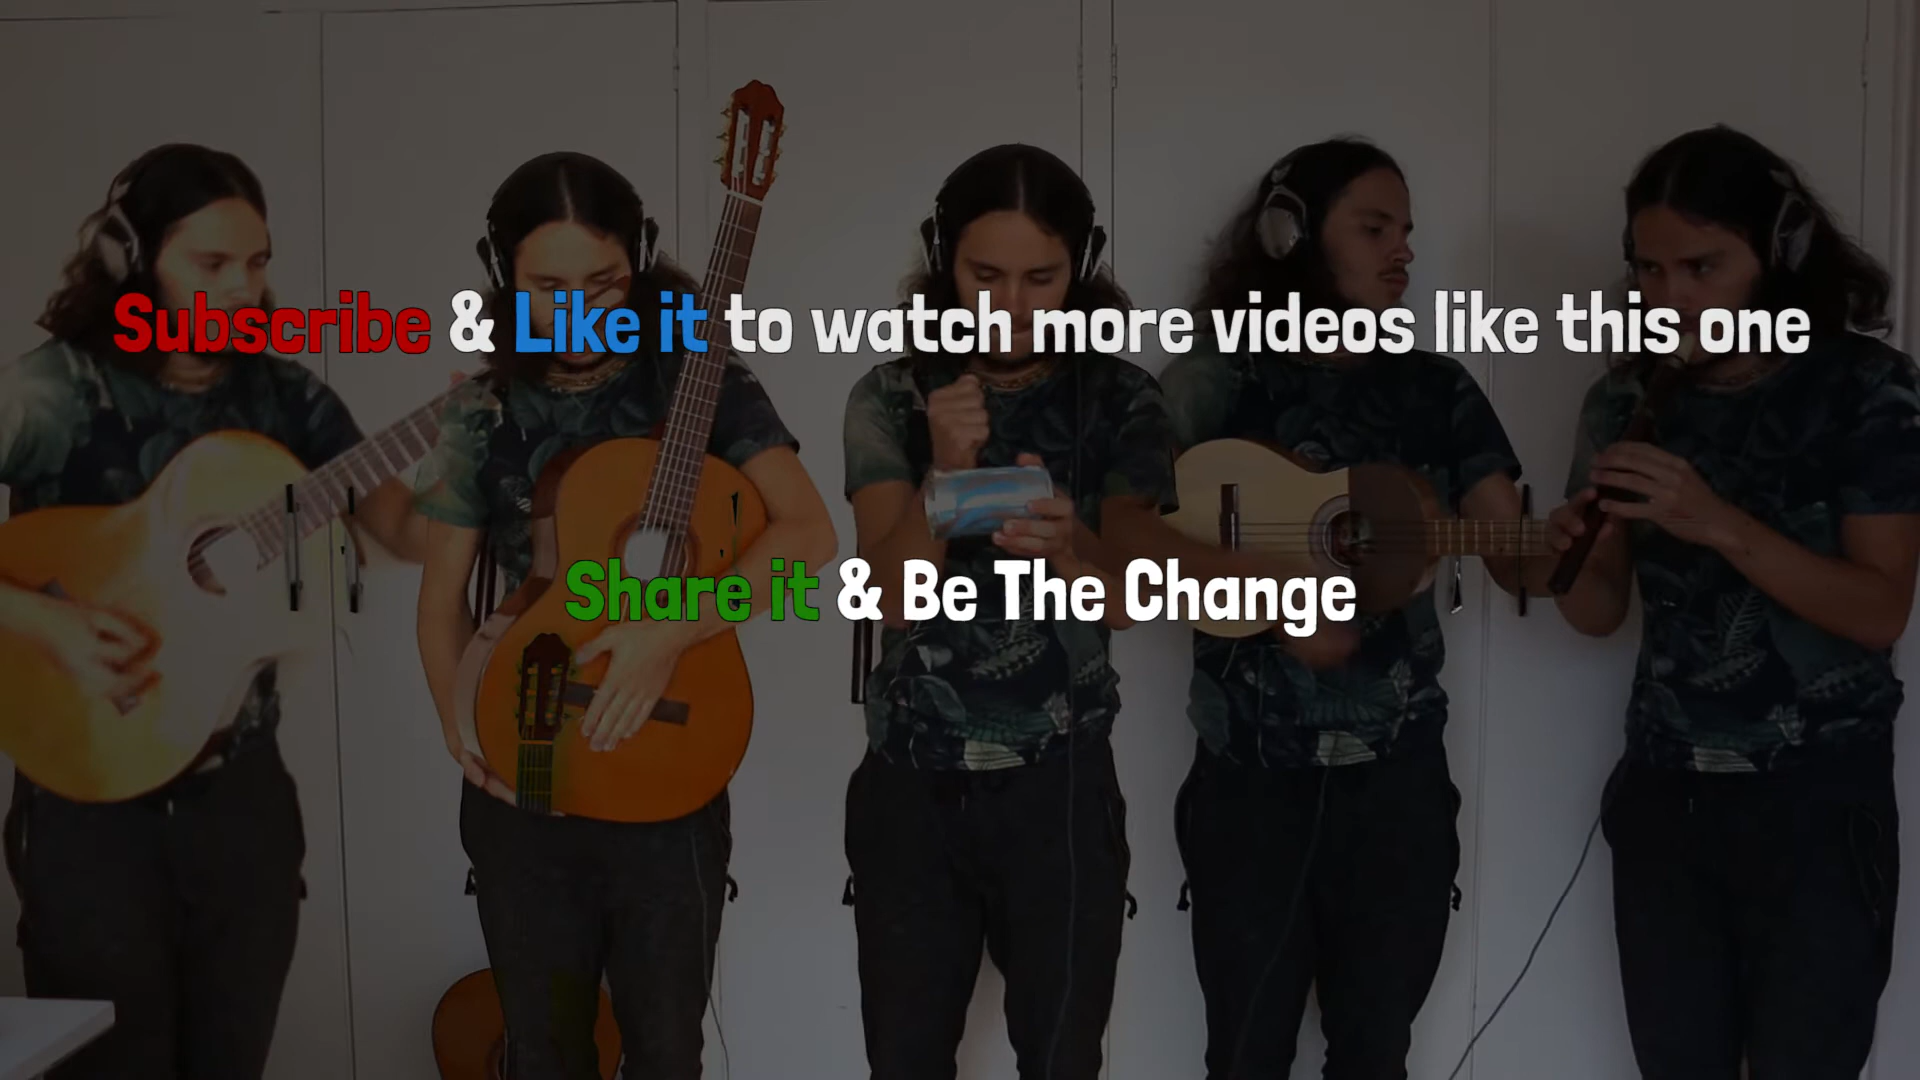 Subscribe & Like it to watch more videos like this one
Share it & Be The Change